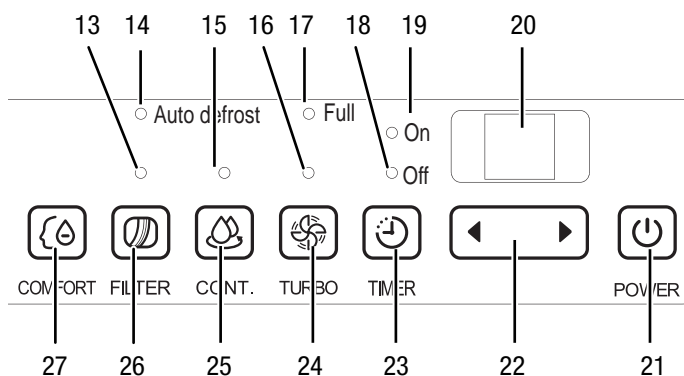 13 14 15 16 17 18 19 20
Auto defrost Full
On
Off
COMFORT FILTER CONT. TURBO TIMER POWER
27 26 25 24 23 22 21